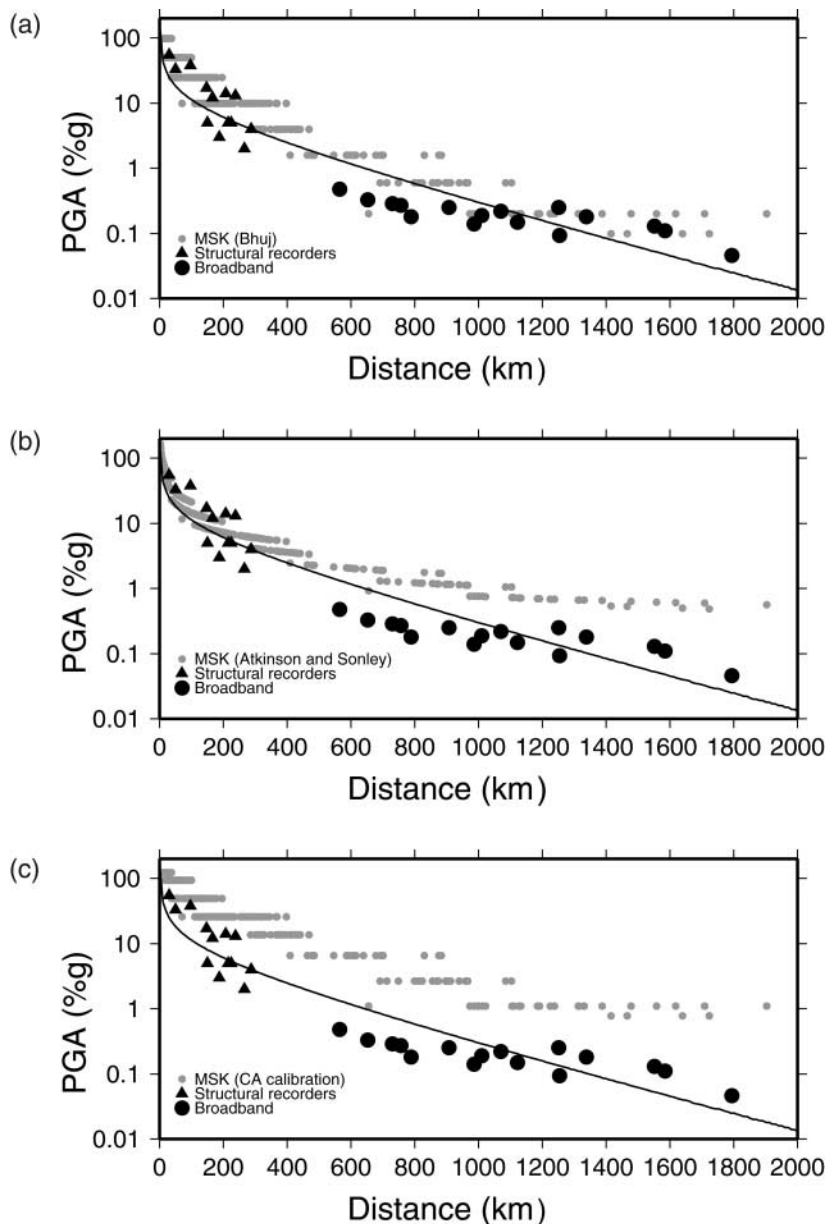 (a)
100
10
1
0.1
0.01
PGA (%g)
MSK (Bhuj)
Structural recorders
Broadband
0 200 400 600 800 1000 1200 1400 1600 1800 2000
Distance (km)
(b)
100
10
1
0.1
0.01
PGA (%g)
MSK (Atkinson and Sonley)
Structural recorders
Broadband
0 200 400 600 800 1000 1200 1400 1600 1800 2000
Distance (km)
(c)
100
10
1
0.1
0.01
PGA (%g)
MSK (CA calibration)
Structural recorders
Broadband
0 200 400 600 800 1000 1200 1400 1600 1800 2000
Distance (km)